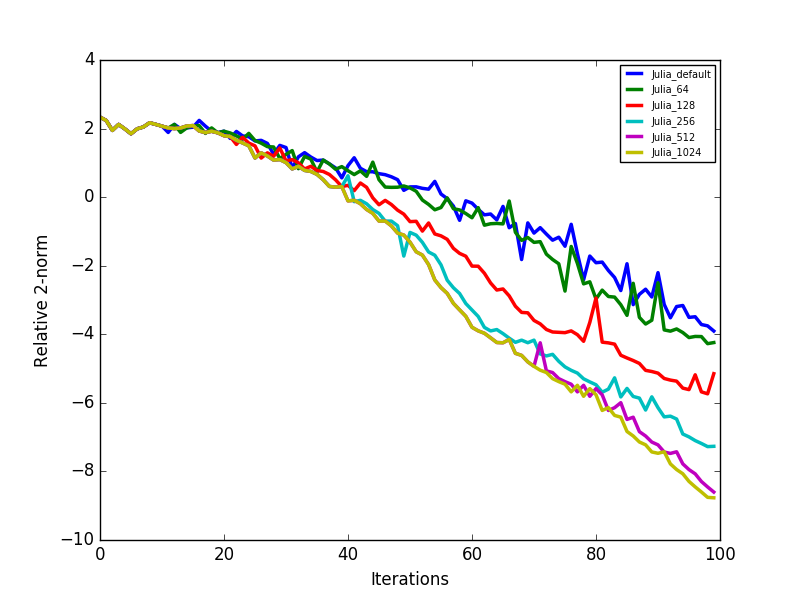 4
2
0
−2
−4
−6
−8
−10
0 20 40 60 80 100
Relative 2-norm
Iterations
Julia_default
Julia_64
Julia_128
Julia_256
Julia_512
Julia_1024